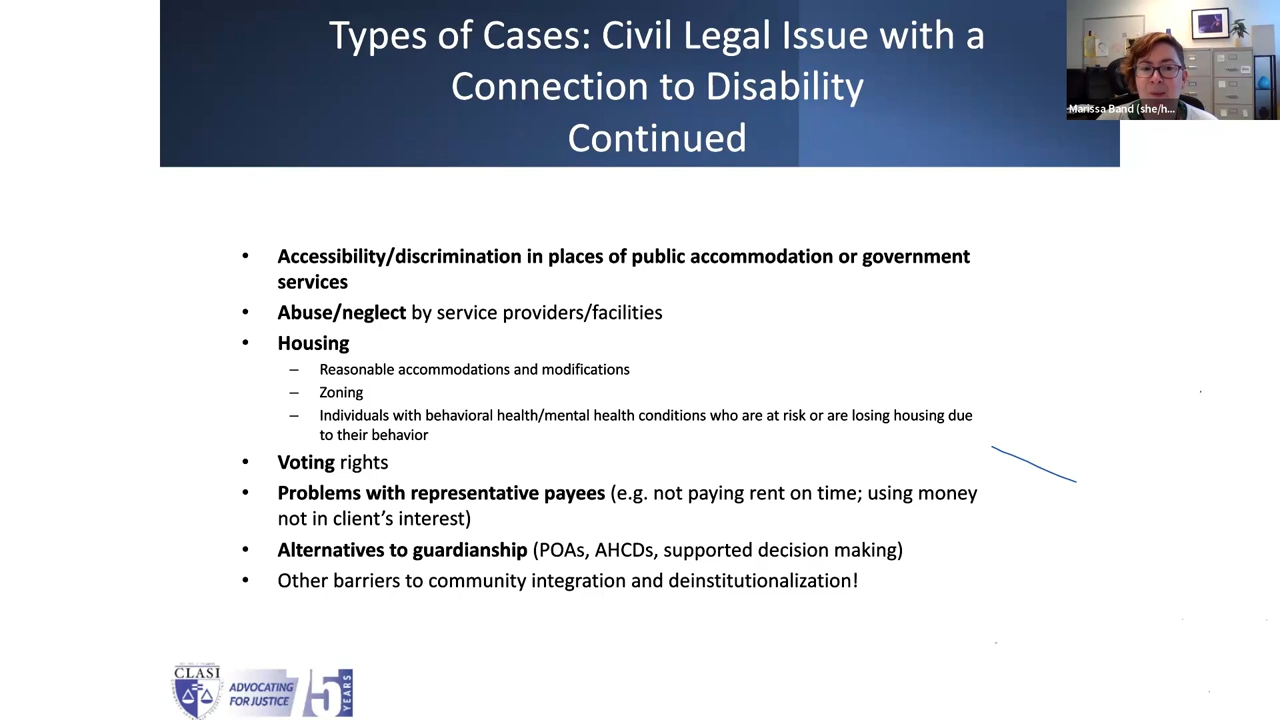 Types of Cases: Civil Legal Issue with a
Connection to Disability
Continued
Marissa Band (she/h...
• Accessibility/discrimination in places of public accommodation or government
services
• Abuse/neglect by service providers/facilities
• Housing
– Reasonable accommodations and modifications
– Zoning
– Individuals with behavioral health/mental health conditions who are at risk or are losing housing due
to their behavior
• Voting rights
• Problems with representative payees (e.g. not paying rent on time; using money
not in client's interest)
• Alternatives to guardianship (POAs, AHCDs, supported decision making)
• Other barriers to community integration and deinstitutionalization!
CLASI
ADVOCATING
FOR JUSTICE
75
YEARS